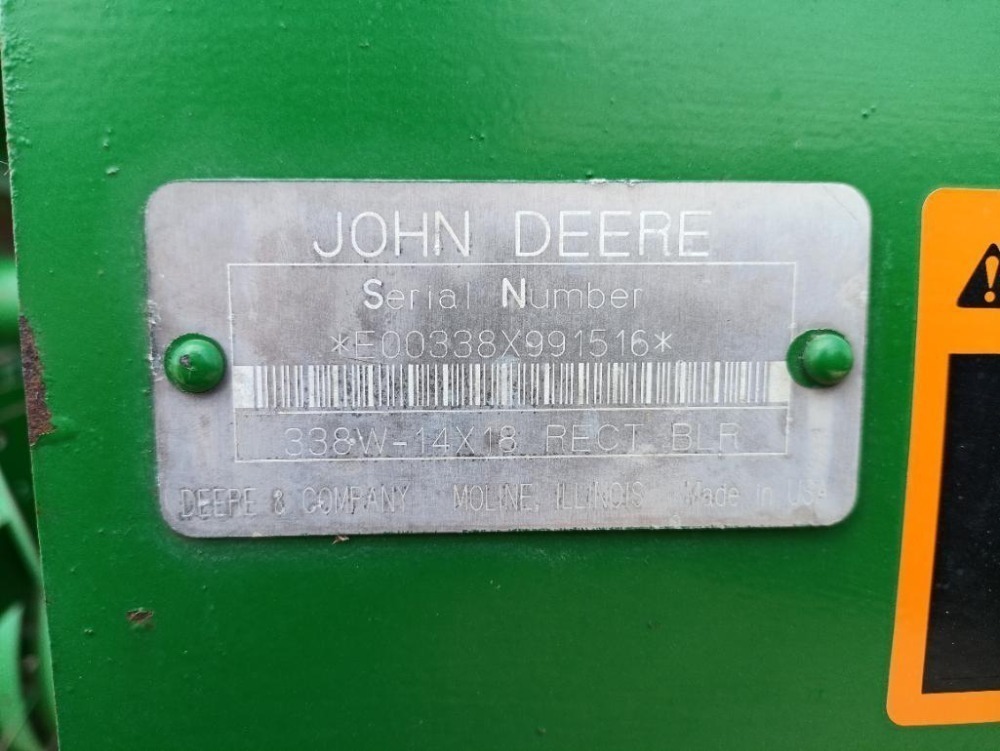 JOHN DEERE
Serial Number
*E00338X991516*
338W-14X18 RECT BLR
DEERE & COMPANY MOLINE, ILLINOIS Made in USA